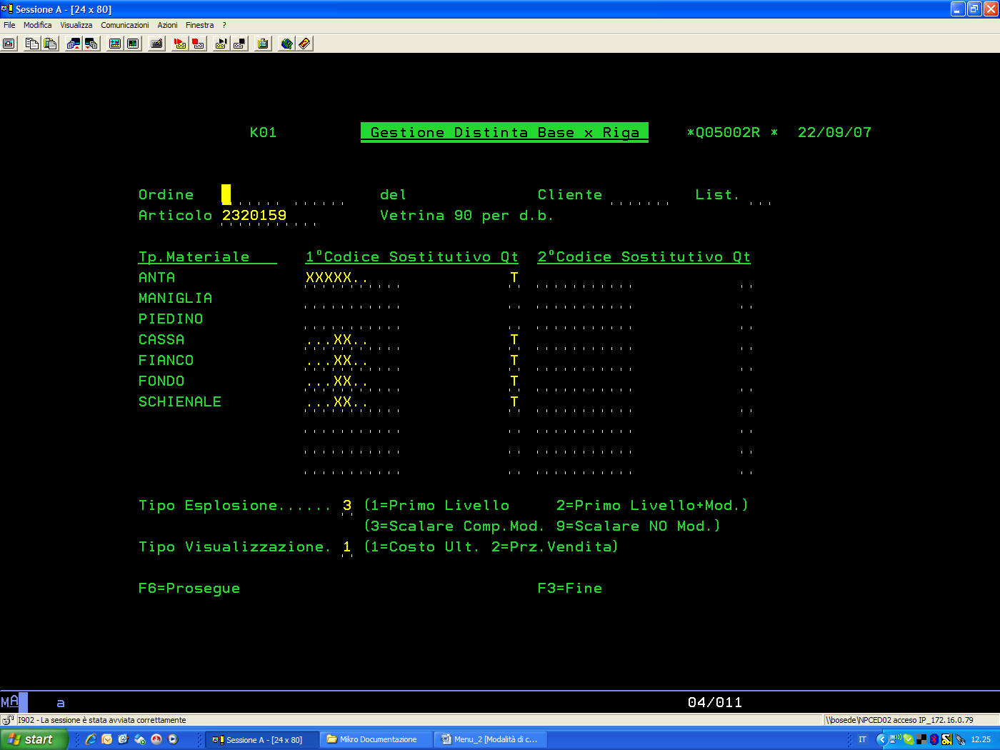 Sessione A - [24 x 80]
File Modifica Visualizza Comunicazioni Azioni Finestra ?
K01 Gestione Distinta Base x Riga *Q05002R * 22/09/07
Ordine del Cliente List.
Articolo 2320159 Vetrina 90 per d.b.
Tp.Materiale 1°Codice Sostitutivo Qt 2°Codice Sostitutivo Qt
ANTA XXXXX.. T
MANIGLIA
PIEDINO
CASSA ...XX.. T
FIANCO ...XX.. T
FONDO ...XX.. T
SCHIENALE ...XX.. T
Tipo Esplosione...... 3 (1=Primo Livello 2=Primo Livello+Mod.)
(3=Scalare Comp.Mod. 9=Scalare NO Mod.)
Tipo Visualizzazione. 1 (1=Costo Ult. 2=Prz.Vendita)
F6=Prosegue F3=Fine
MA a 04/011
I902 - La sessione è stata avviata correttamente \\bosede\NPCED02 acceso IP_172.16.0.79
start Sessione A - [24 x 80] Mikro Documentazione Menu_2 [Modalità di c... IT 12.25